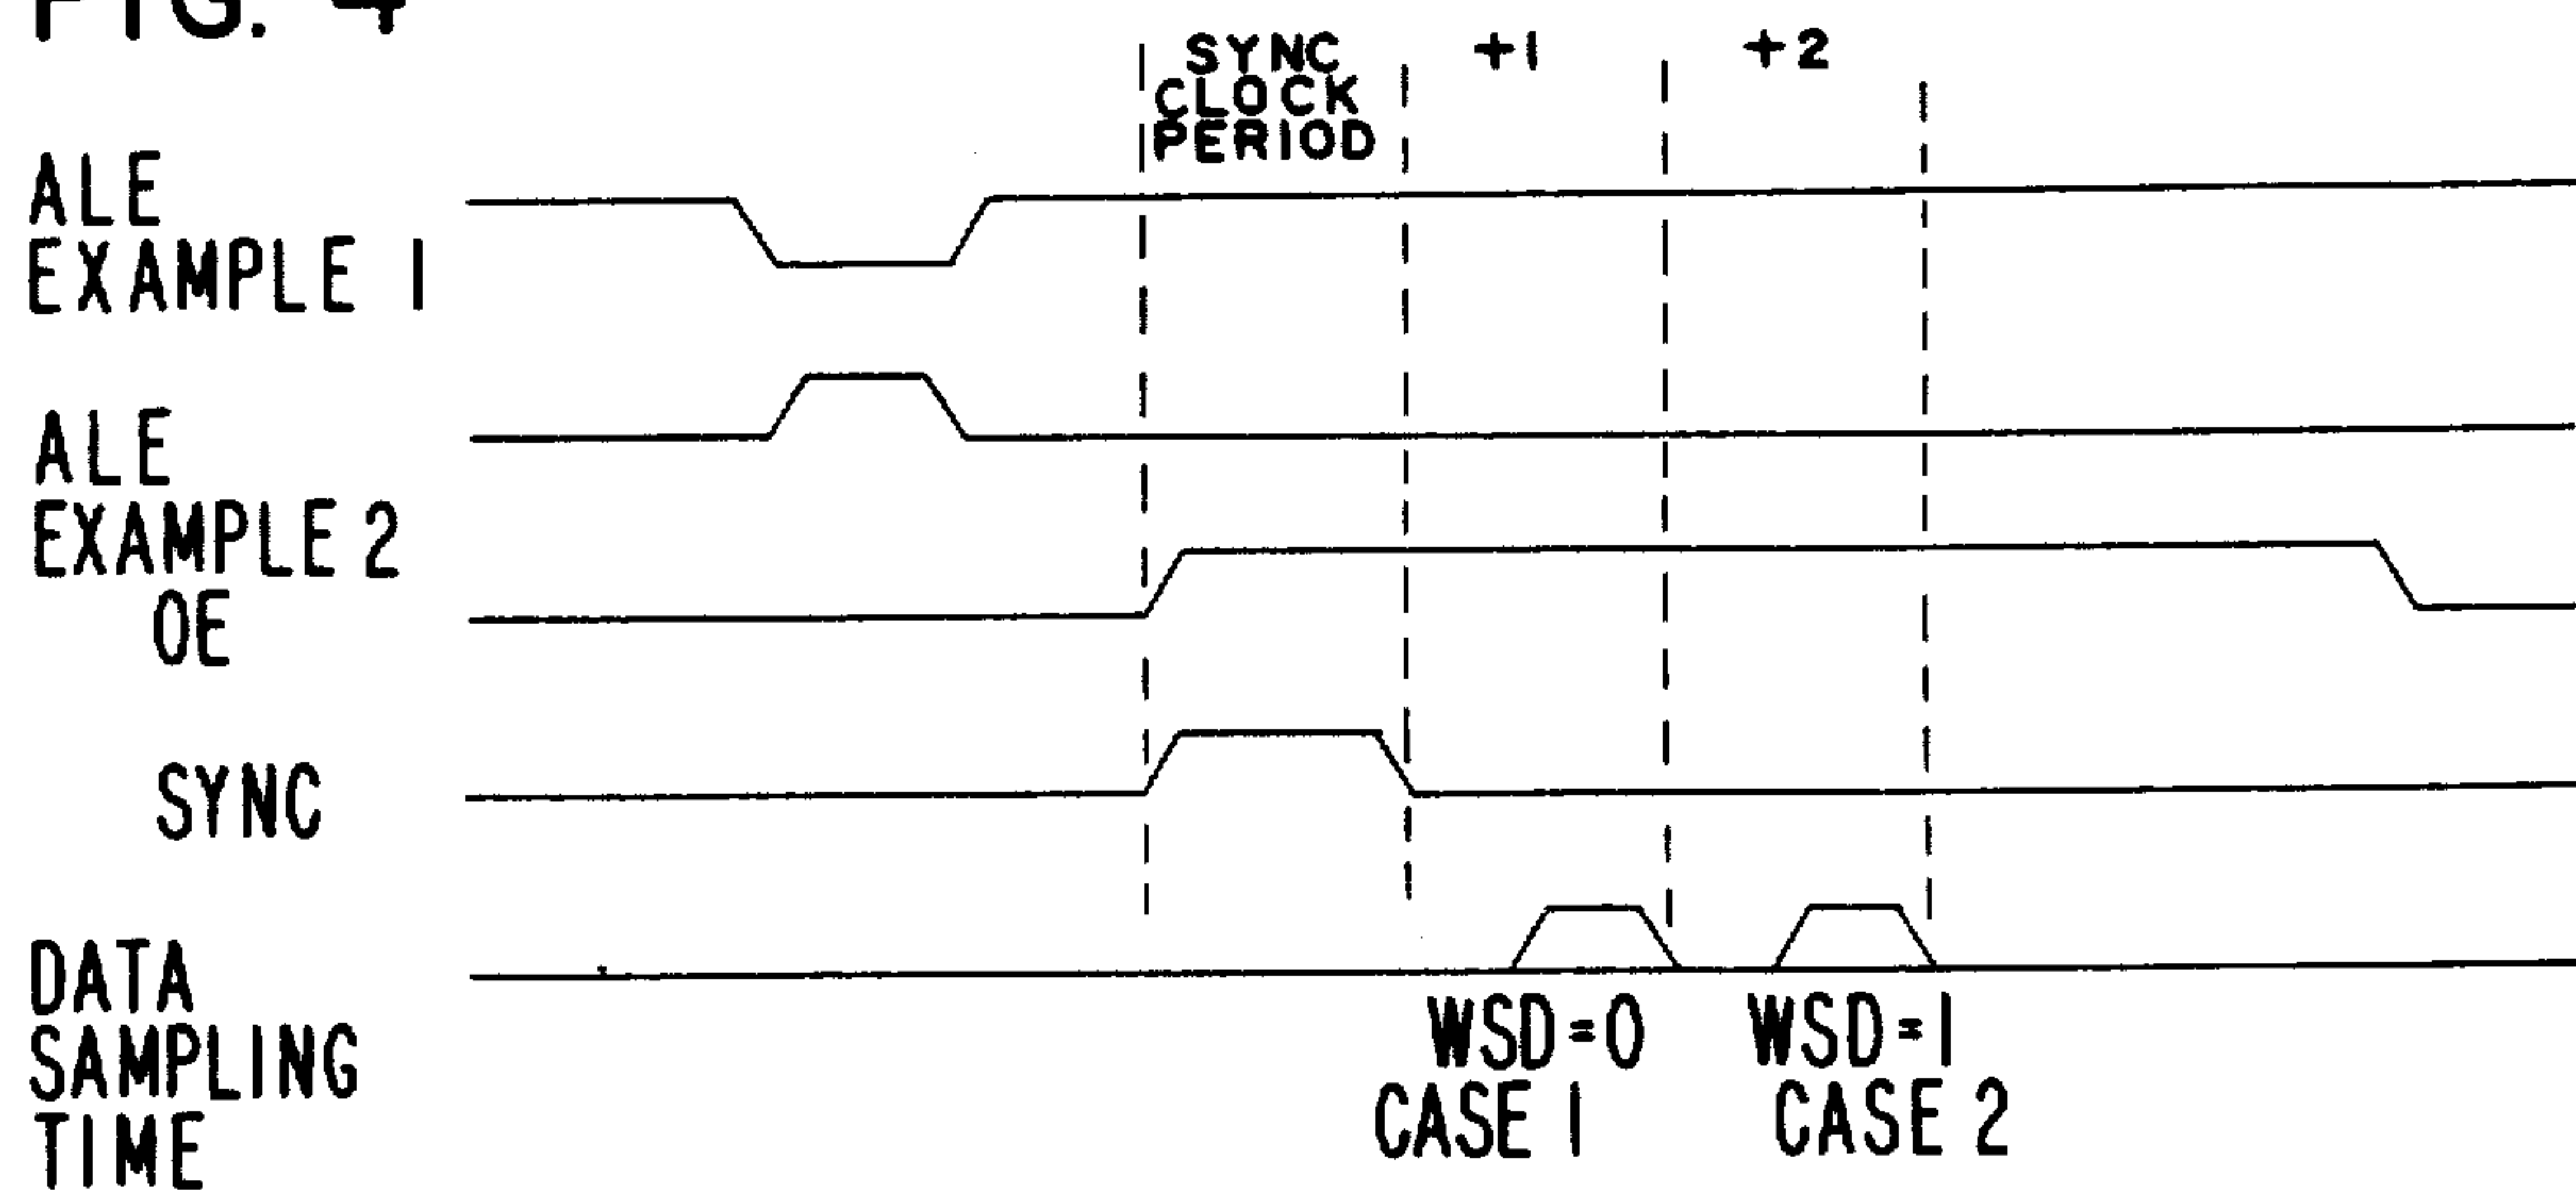 FIG. 4
SYNC
CLOCK
PERIOD
+1
+2
ALE
EXAMPLE 1
ALE
EXAMPLE 2
OE
SYNC
DATA
SAMPLING
TIME
WSD=0
CASE 1
WSD=1
CASE 2